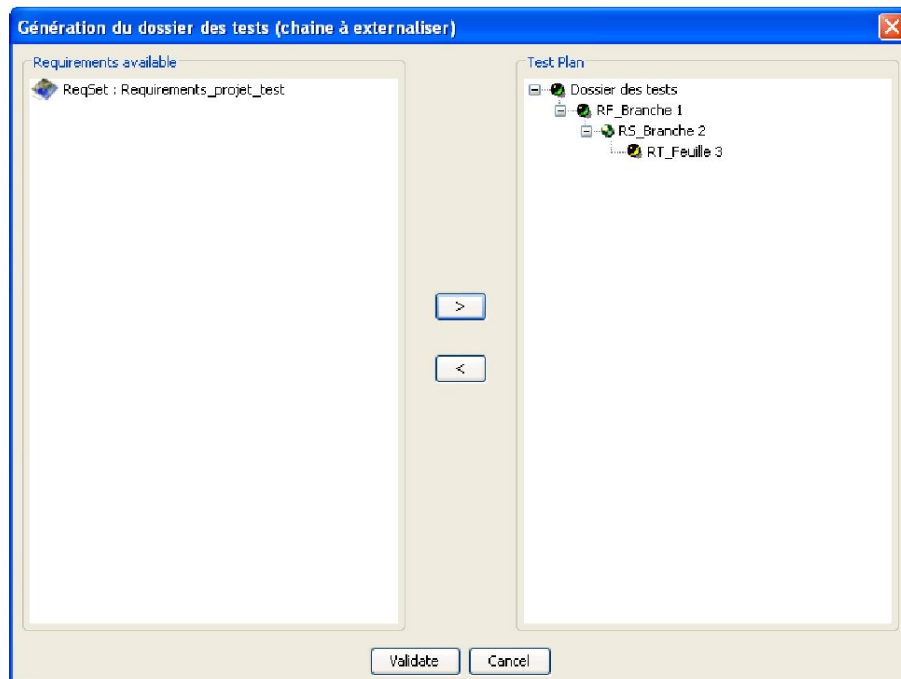 Génération du dossier des tests (chaine à externaliser)
Requirements available
ReqSet : Requirements_projet_test
Test Plan
Dossier des tests
RF_Branche 1
RS_Branche 2
RT_Feuille 3
>
<
Validate
Cancel